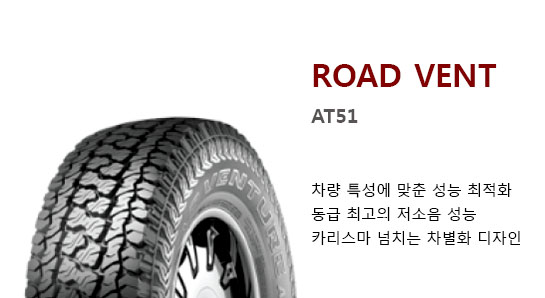 ROAD VENT
AT51
차량 특성에 맞춘 성능 최적화
동급 최고의 저소음 성능
카리스마 넘치는 차별화 디자인